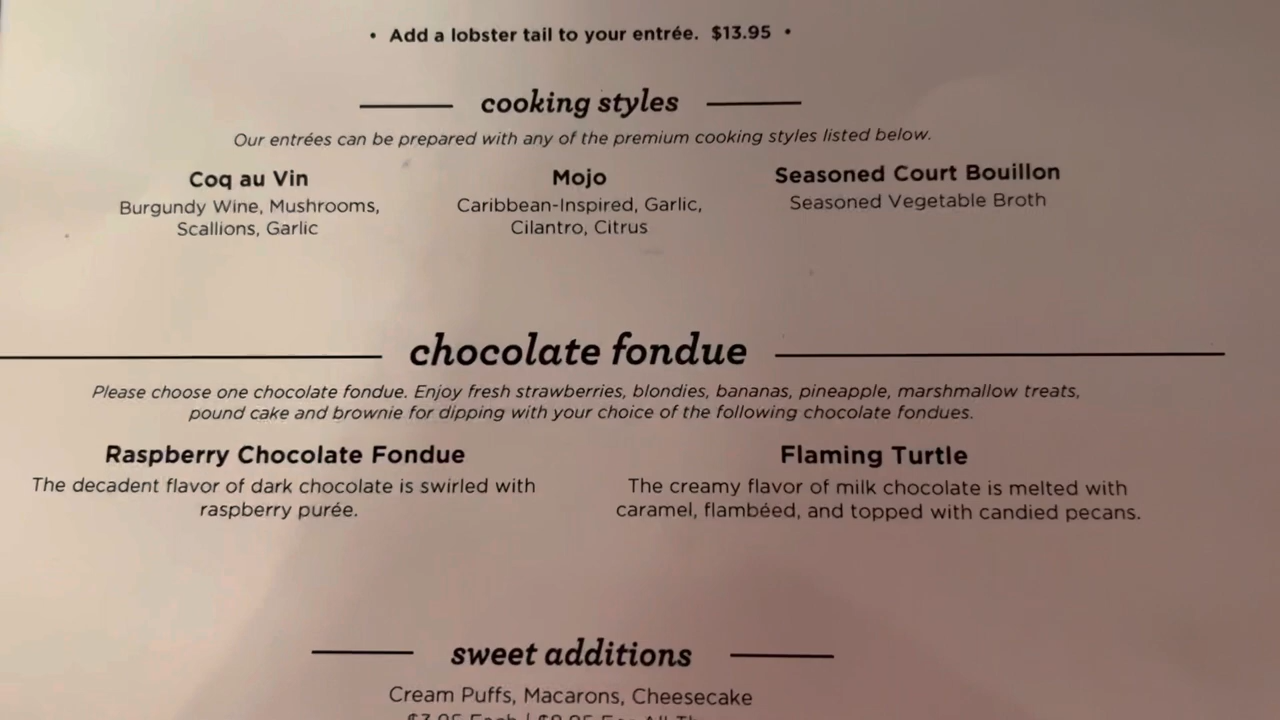 • Add a lobster tail to your entrée. $13.95 •
cooking styles
Our entrées can be prepared with any of the premium cooking styles listed below.
Coq au Vin
Burgundy Wine, Mushrooms,
Scallions, Garlic
Mojo
Caribbean-Inspired, Garlic,
Cilantro, Citrus
Seasoned Court Bouillon
Seasoned Vegetable Broth
chocolate fondue
Please choose one chocolate fondue. Enjoy fresh strawberries, blondies, bananas, pineapple, marshmallow treats,
pound cake and brownie for dipping with your choice of the following chocolate fondues.
Raspberry Chocolate Fondue
The decadent flavor of dark chocolate is swirled with
raspberry purée.
Flaming Turtle
The creamy flavor of milk chocolate is melted with
caramel, flambéed, and topped with candied pecans.
sweet additions
Cream Puffs, Macarons, Cheesecake